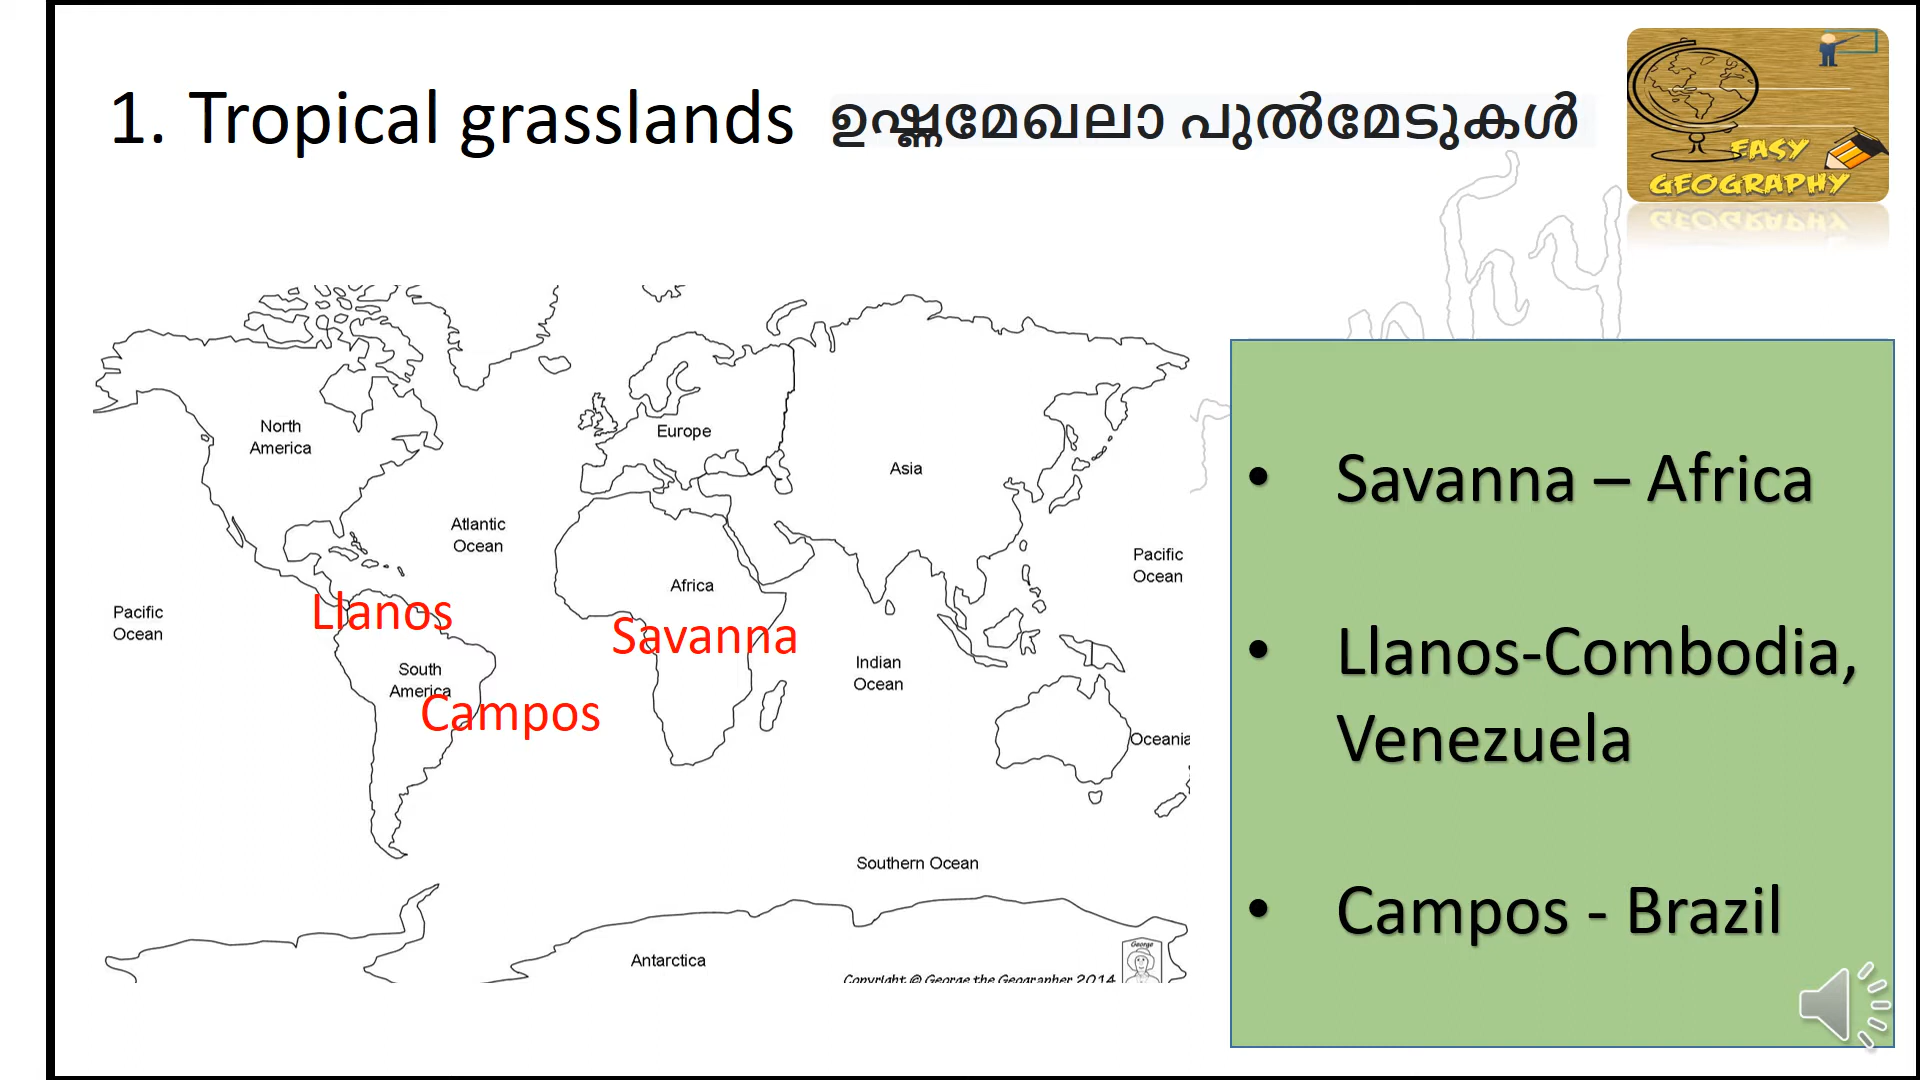 1. Tropical grasslands ഉഷ്ണമേഖലാ പുൽമേടുകൾ
EASY
GEOGRAPHY
North
America
Europe
Asia
Atlantic
Ocean
Pacific
Ocean
Africa
Llanos
Pacific
Ocean
Savanna
South
America
Indian
Ocean
Campos
Oceania
Southern Ocean
Antarctica
George
Copyright © George the Geographer 2014
• Savanna – Africa
• Llanos-Combodia,
Venezuela
• Campos - Brazil